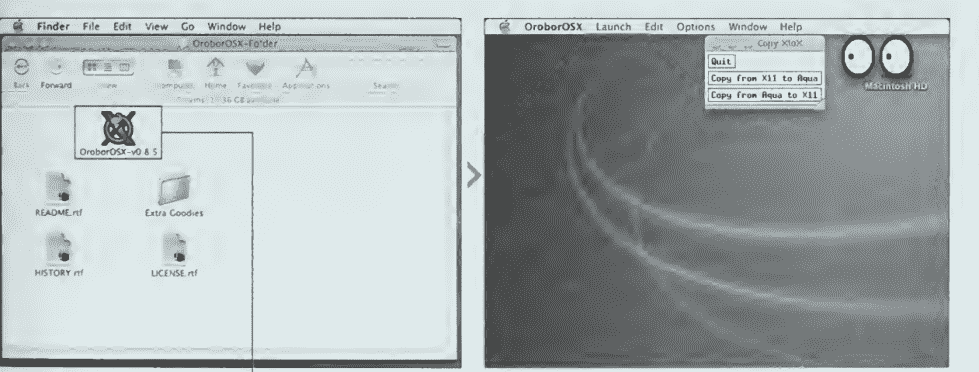 Finder File Edit View Go Window Help
OroborOSX-Folder
Back Forward View Computer Home Favorites Applications Search
OroborOSX-v0.8.5
README.rtf
Extra Goodies
HISTORY.rtf
LICENSE.rtf
>
OroborOSX Launch Edit Options Window Help
Copy XtoX
Quit
Copy from X11 to Aqua
Copy from Aqua to X11
Macintosh HD